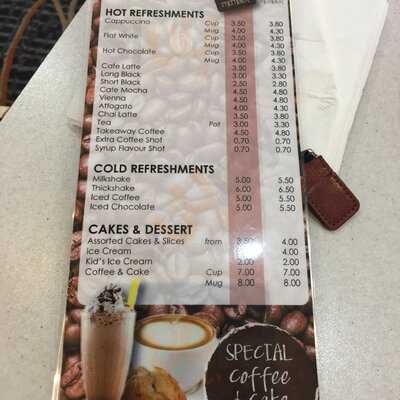 HOT REFRESHMENTS
Cappuccino Cup 3.50 3.80
Mug 4.00 4.30
Flat White Cup 3.50 3.80
Mug 4.00 4.30
Hot Chocolate Cup 3.50 3.80
Mug 4.00 4.30
Cafe Latte 3.50 3.80
Long Black 3.00 3.30
Short Black 2.50 2.80
Cafe Mocha 4.50 4.80
Vienna 4.50 4.80
Affogato 4.00 4.30
Chai Latte 3.50 3.80
Tea Pot 3.00 3.30
Takeaway Coffee 4.50 4.80
Extra Coffee Shot 0.70 0.70
Syrup Flavour Shot 0.70 0.70
COLD REFRESHMENTS
Milkshake 5.00 5.50
Thickshake 6.00 6.50
Iced Coffee 5.00 5.50
Iced Chocolate 5.00 5.50
CAKES & DESSERT
Assorted Cakes & Slices from 3.50 4.00
Ice Cream 4.00
Kid's Ice Cream 2.00 2.00
Coffee & Cake Cup 7.00 7.00
Mug 8.00 8.00
SPECIAL
Coffee
Cake